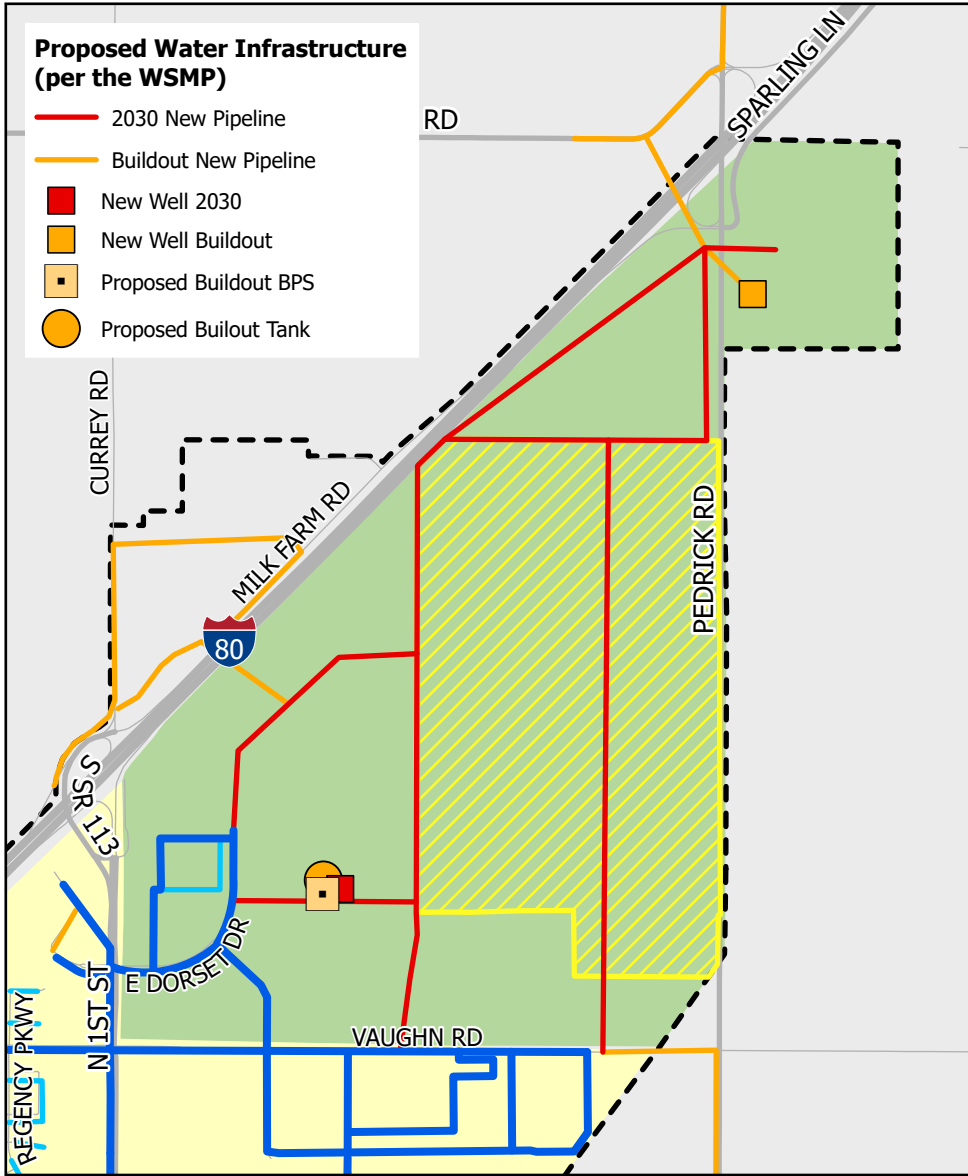 Proposed Water Infrastructure
(per the WSMP)
2030 New Pipeline
Buildout New Pipeline
New Well 2030
New Well Buildout
Proposed Buildout BPS
Proposed Builout Tank
RD
SPARLING LN
CURREY RD
MILK FARM RD
PEDRICK RD
80
RS S
113
E DORSET DR
N 1ST ST
VAUGHN RD
REGENCY PKWY